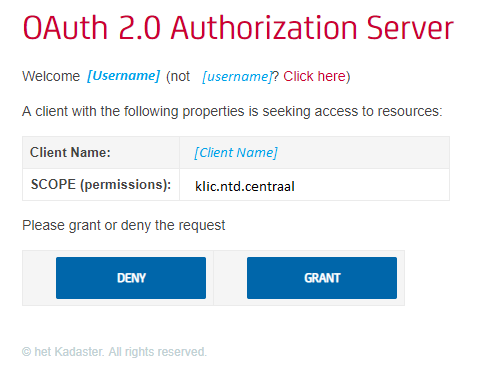 OAuth 2.0 Authorization Server
Welcome [Username] (not [username]? Click here)
A client with the following properties is seeking access to resources:
Client Name: [Client Name]
SCOPE (permissions): klic.ntd.centraal
Please grant or deny the request
DENY GRANT
© het Kadaster. All rights reserved.